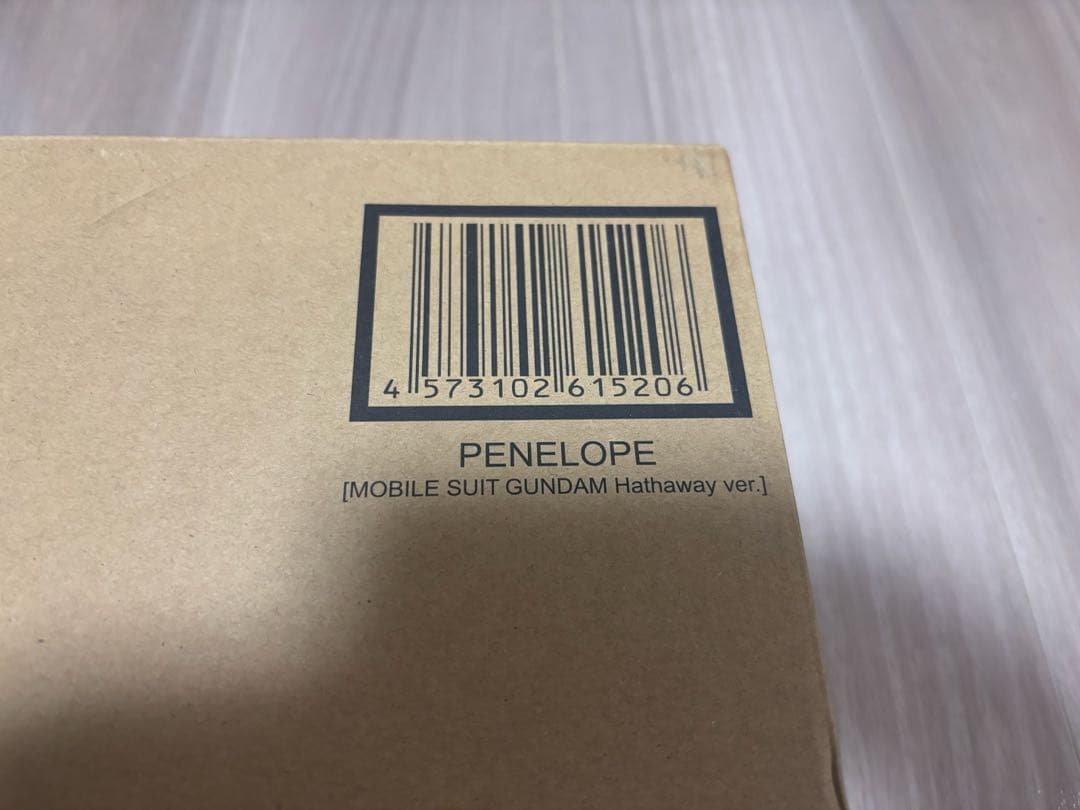 4 573102 615206
PENELOPE
[MOBILE SUIT GUNDAM Hathaway ver.]